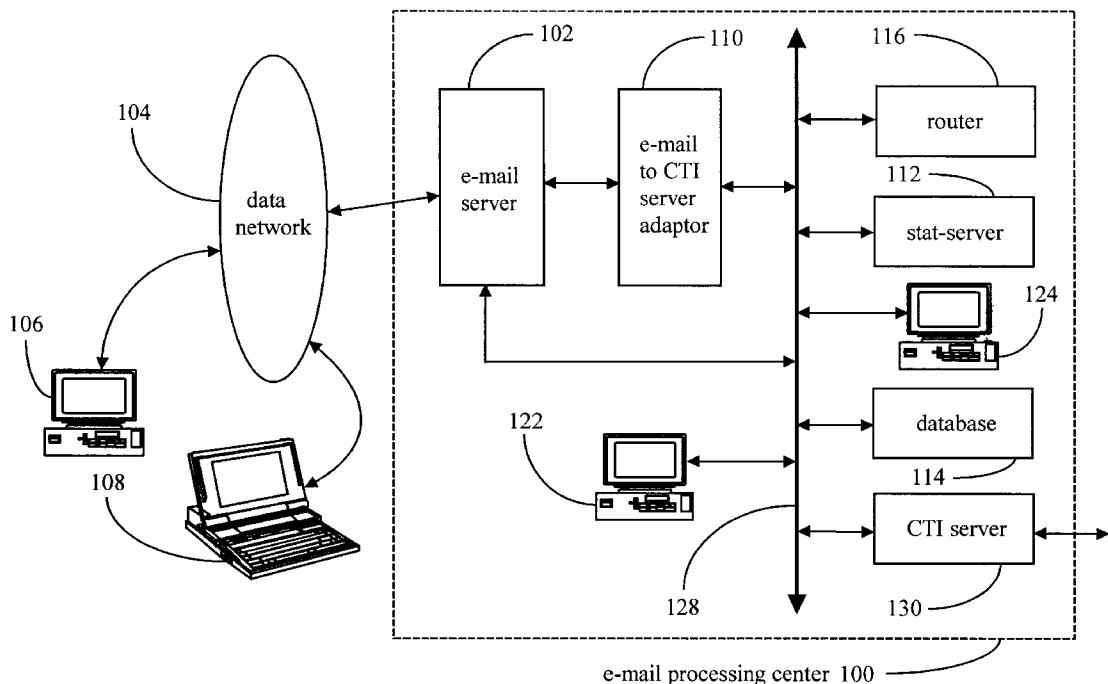 102
110
116
104
data
network
e-mail
server
e-mail
to CTI
server
adaptor
router
112
stat-server
124
106
122
database
114
108
CTI server
128
130
e-mail processing center 100